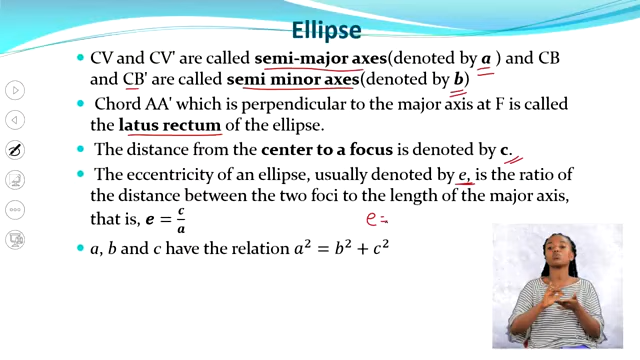 Ellipse
• CV and CV' are called semi-major axes(denoted by a ) and CB
and CB' are called semi minor axes(denoted by b)
• Chord AA' which is perpendicular to the major axis at F is called
the latus rectum of the ellipse.
• The distance from the center to a focus is denoted by c.
• The eccentricity of an ellipse, usually denoted by e, is the ratio of
the distance between the two foci to the length of the major axis,
that is, e = c/a
e=
• a, b and c have the relation a² = b² + c²